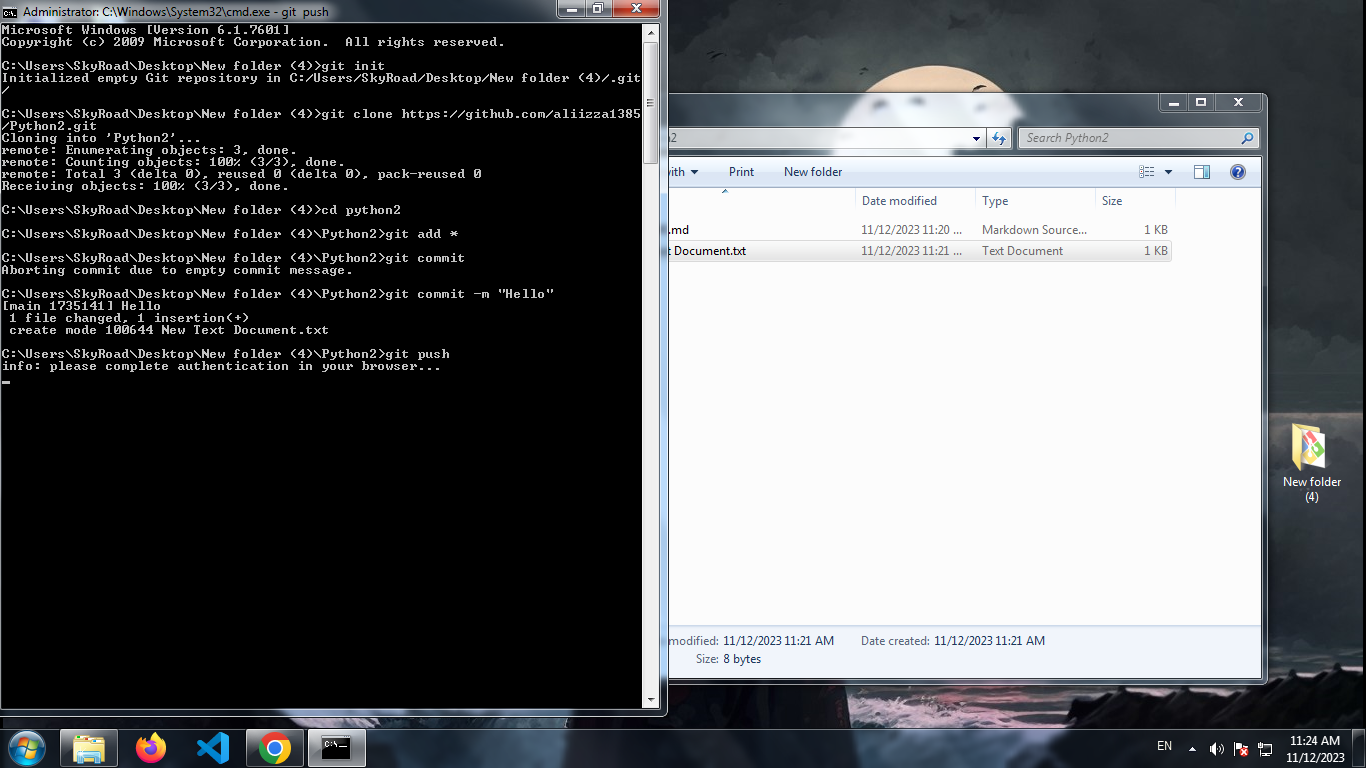 Administrator: C:\Windows\System32\cmd.exe - git  push
Microsoft Windows [Version 6.1.7601]
Copyright (c) 2009 Microsoft Corporation.  All rights reserved.
C:\Users\SkyRoad\Desktop\New folder (4)>git init
Initialized empty Git repository in C:/Users/SkyRoad/Desktop/New folder (4)/.git
/
C:\Users\SkyRoad\Desktop\New folder (4)>git clone https://github.com/aliizza1385
/Python2.git
Cloning into 'Python2'...
remote: Enumerating objects: 3, done.
remote: Counting objects: 100% (3/3), done.
remote: Total 3 (delta 0), reused 0 (delta 0), pack-reused 0
Receiving objects: 100% (3/3), done.
C:\Users\SkyRoad\Desktop\New folder (4)>cd python2
C:\Users\SkyRoad\Desktop\New folder (4)\Python2>git add *
C:\Users\SkyRoad\Desktop\New folder (4)\Python2>git commit
Aborting commit due to empty commit message.
C:\Users\SkyRoad\Desktop\New folder (4)\Python2>git commit -m "Hello"
[main 1735141] Hello
 1 file changed, 1 insertion(+)
 create mode 100644 New Text Document.txt
C:\Users\SkyRoad\Desktop\New folder (4)\Python2>git push
info: please complete authentication in your browser...
n2 Search Python2
with Print New folder
Date modified Type Size
.md 11/12/2023 11:20 ... Markdown Source... 1 KB
t Document.txt 11/12/2023 11:21 ... Text Document 1 KB
modified: 11/12/2023 11:21 AM Date created: 11/12/2023 11:21 AM
Size: 8 bytes
New folder
(4)
C:\
EN
11:24 AM
11/12/2023